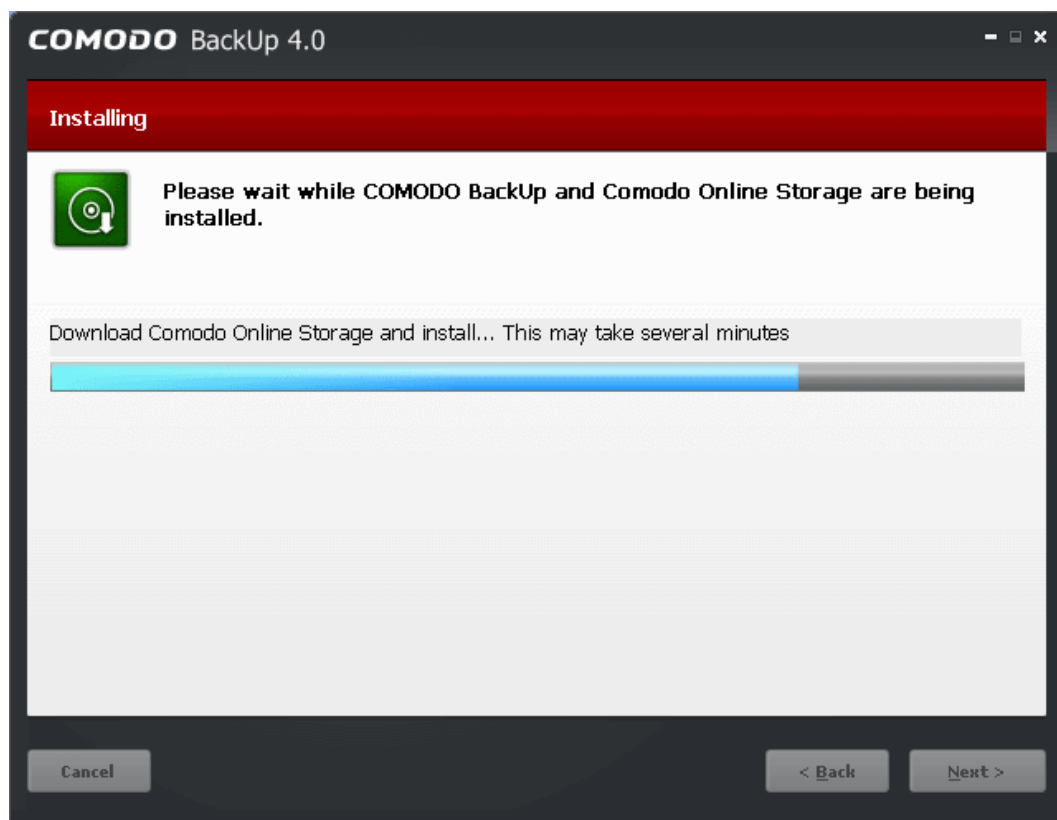 COMODO BackUp 4.0
Installing
Please wait while COMODO BackUp and Comodo Online Storage are being
installed.
Download Comodo Online Storage and install... This may take several minutes
Cancel
< Back
Next >